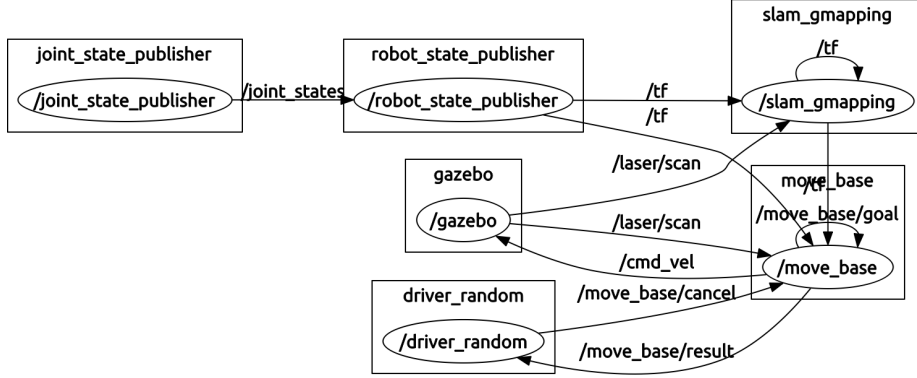 slam_gmapping
joint_state_publisher
robot_state_publisher
/tf
/joint_state_publisher
/joint_states
/robot_state_publisher
/tf
/slam_gmapping
/tf
/laser/scan
gazebo
move_base
/tf
/gazebo
/laser/scan
/move_base/goal
/cmd_vel
/move_base
driver_random
/move_base/cancel
/driver_random
/move_base/result